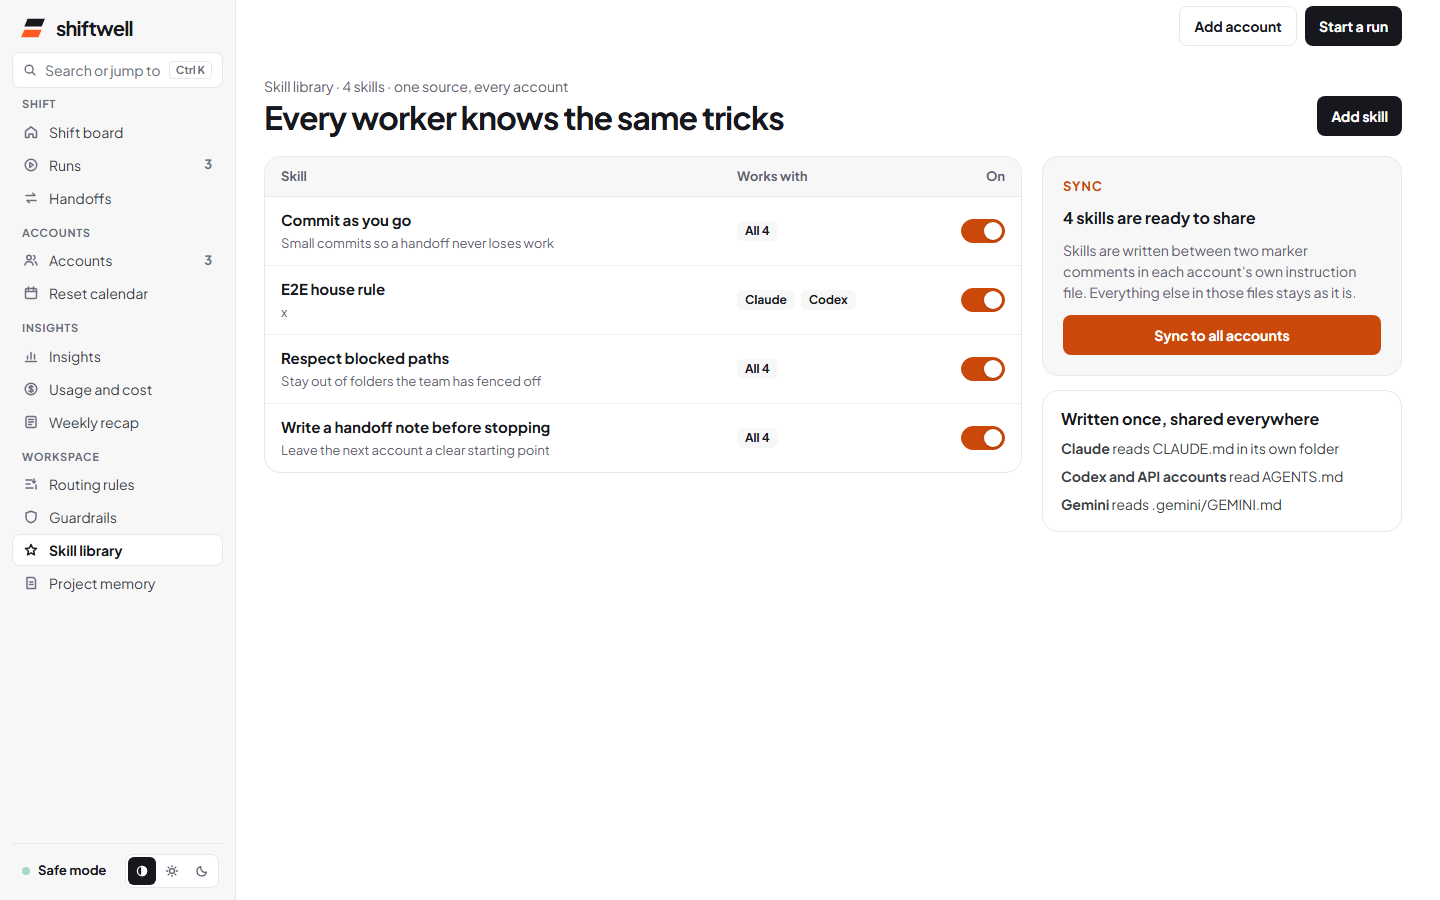 shiftwell
Search or jump to
Ctrl K
SHIFT
Shift board
Runs 3
Handoffs
ACCOUNTS
Accounts 3
Reset calendar
INSIGHTS
Insights
Usage and cost
Weekly recap
WORKSPACE
Routing rules
Guardrails
Skill library
Project memory
Safe mode
Add account
Start a run
Skill library · 4 skills · one source, every account
Every worker knows the same tricks
Add skill
Skill Works with On
Commit as you go
Small commits so a handoff never loses work
All 4
E2E house rule
x
Claude Codex
Respect blocked paths
Stay out of folders the team has fenced off
All 4
Write a handoff note before stopping
Leave the next account a clear starting point
All 4
SYNC
4 skills are ready to share
Skills are written between two marker
comments in each account's own instruction
file. Everything else in those files stays as it is.
Sync to all accounts
Written once, shared everywhere
Claude reads CLAUDE.md in its own folder
Codex and API accounts read AGENTS.md
Gemini reads .gemini/GEMINI.md